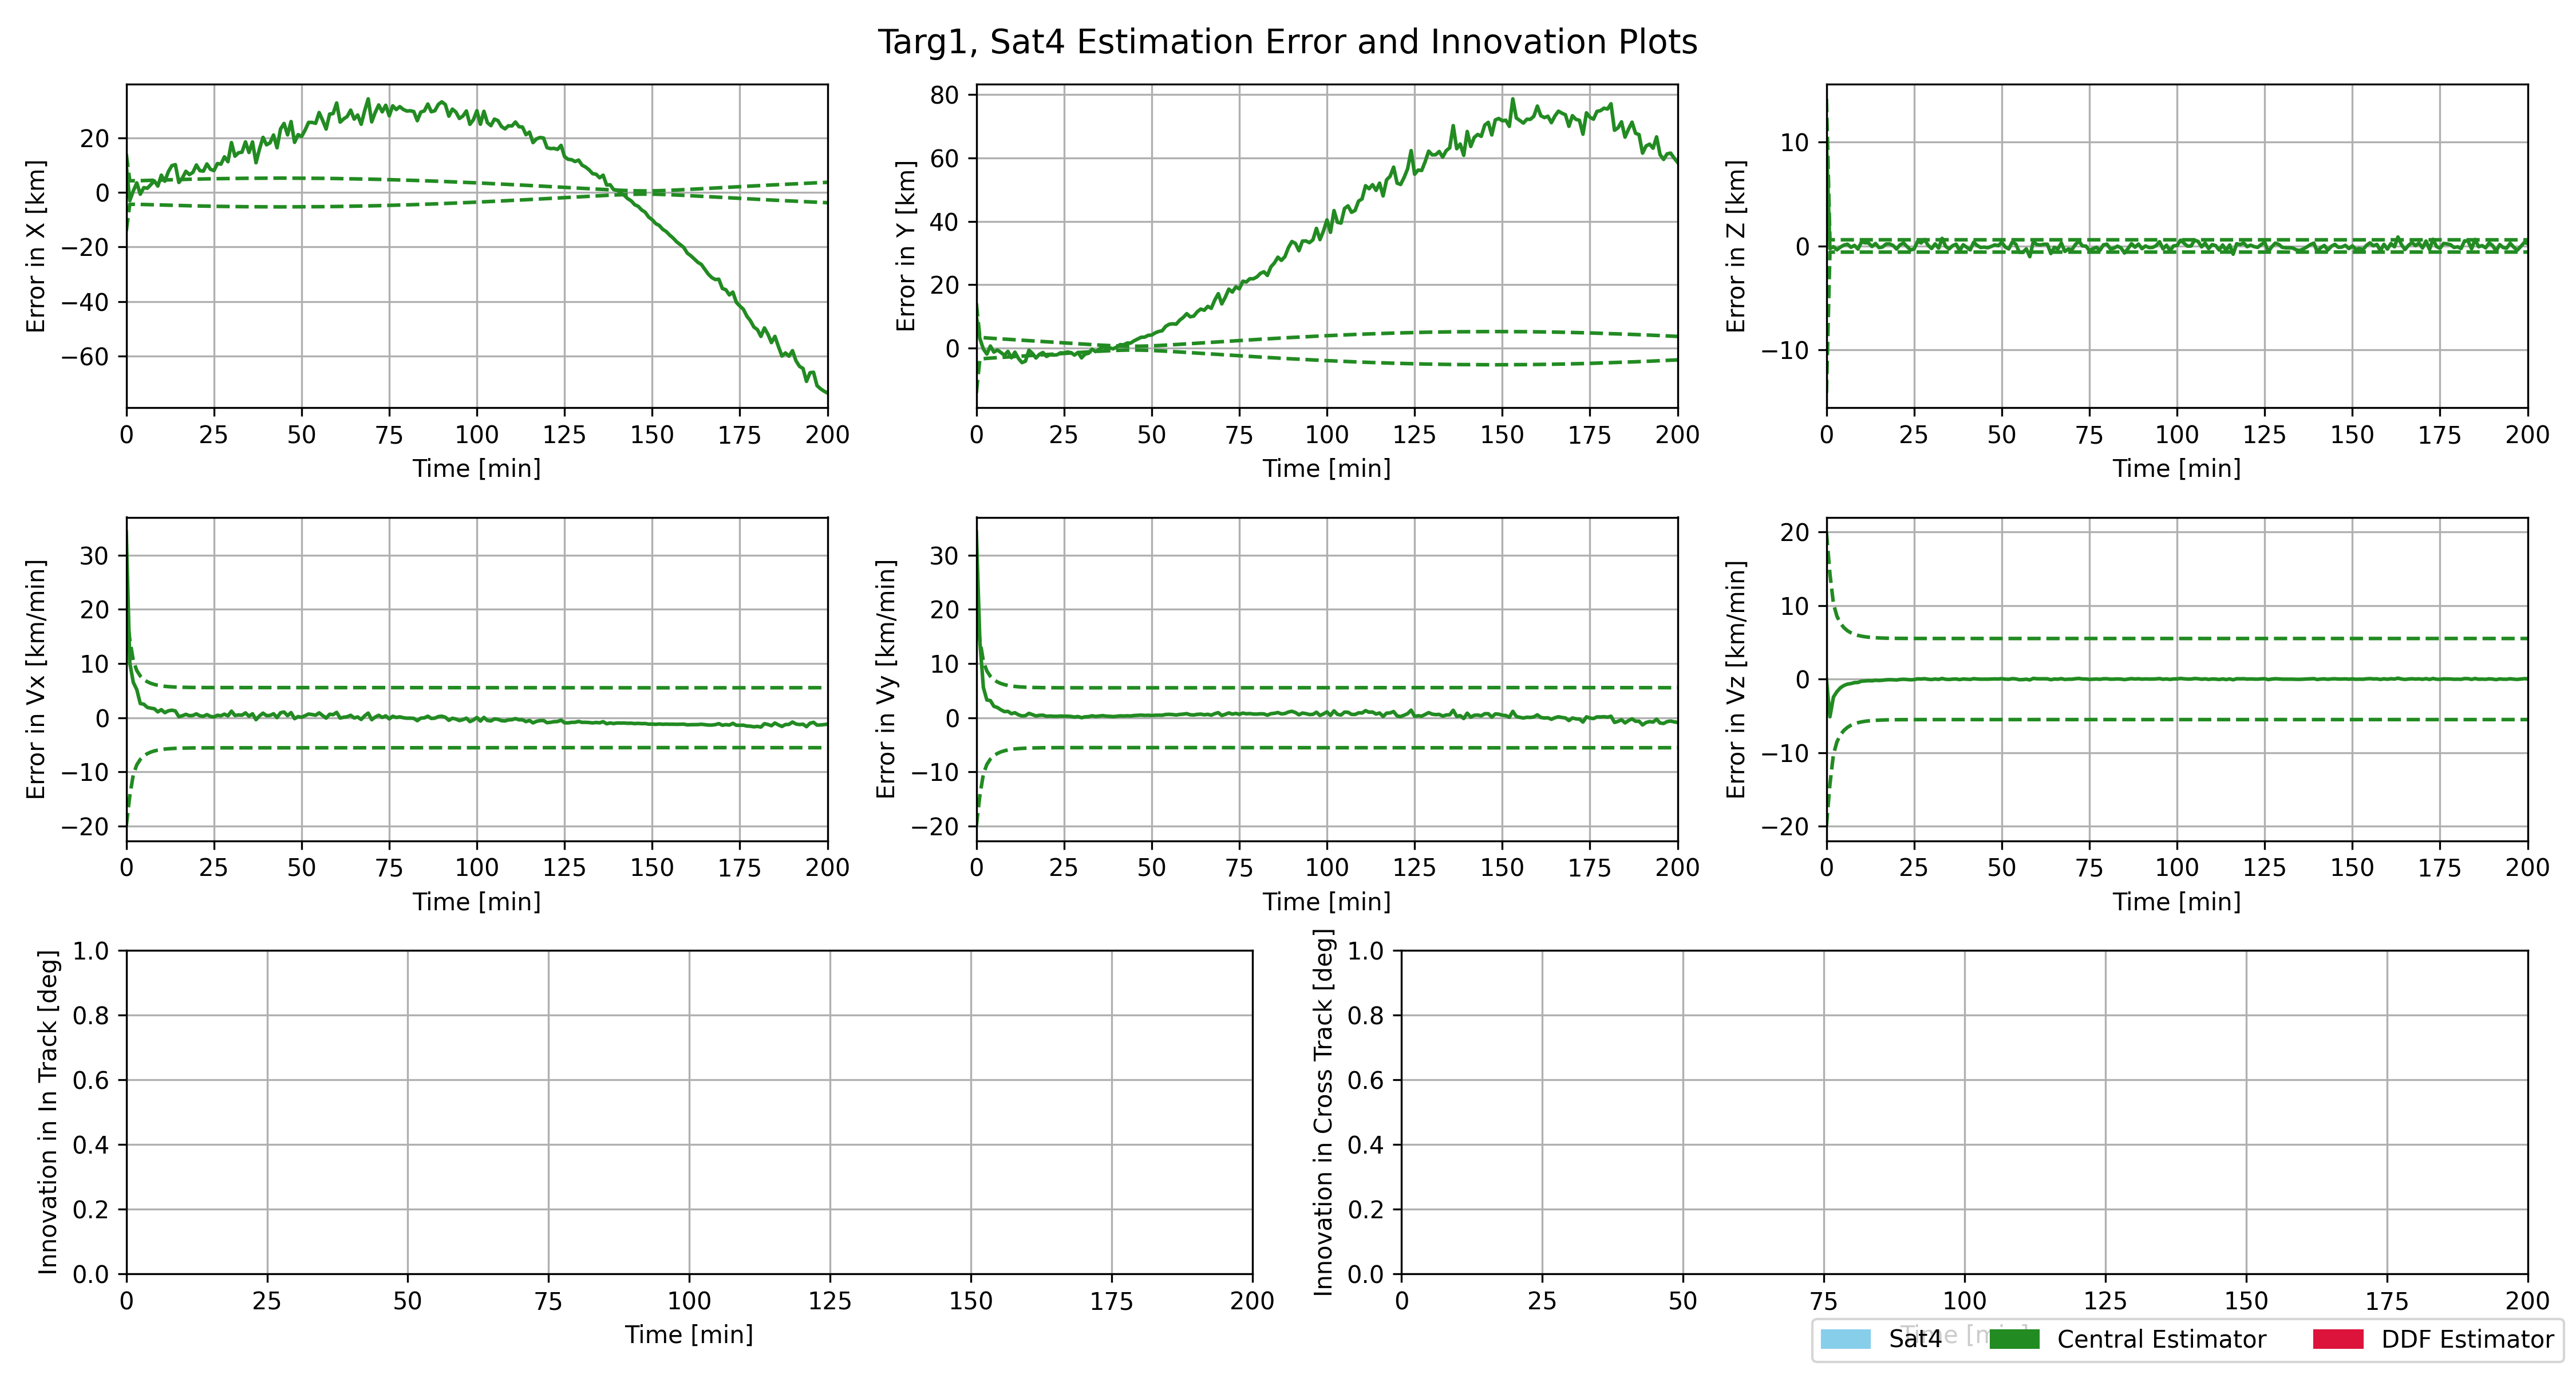 Targ1, Sat4 Estimation Error and Innovation Plots
Error in X [km]
20
0
−20
−40
−60
0 25 50 75 100 125 150 175 200
Time [min]
Error in Y [km]
80
60
40
20
0
0 25 50 75 100 125 150 175 200
Time [min]
Error in Z [km]
10
0
−10
0 25 50 75 100 125 150 175 200
Time [min]
Error in Vx [km/min]
30
20
10
0
−10
−20
0 25 50 75 100 125 150 175 200
Time [min]
Error in Vy [km/min]
30
20
10
0
−10
−20
0 25 50 75 100 125 150 175 200
Time [min]
Error in Vz [km/min]
20
10
0
−10
−20
0 25 50 75 100 125 150 175 200
Time [min]
Innovation in In Track [deg]
1.0
0.8
0.6
0.4
0.2
0.0
0 25 50 75 100 125 150 175 200
Time [min]
Innovation in Cross Track [deg]
1.0
0.8
0.6
0.4
0.2
0.0
0 25 50 75 100 125 150 175 200
Time [min]
Sat4 Central Estimator DDF Estimator